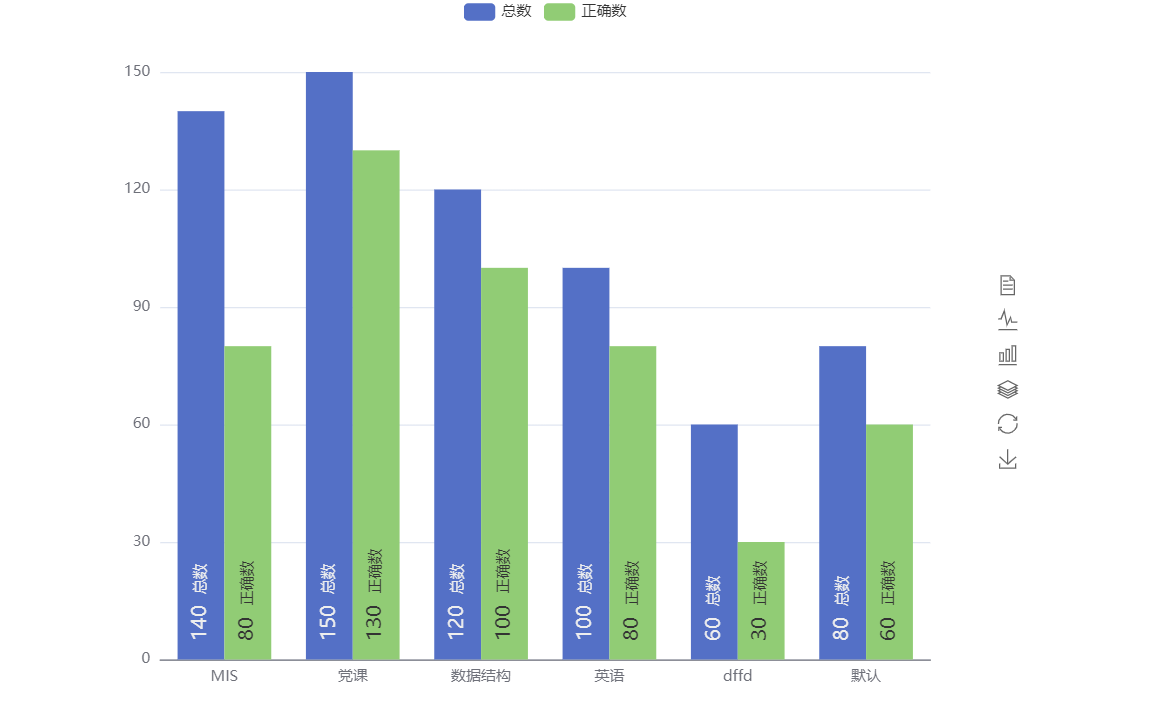 总数 正确数
150
120
90
60
30
0
140 总数
80 正确数
150 总数
130 正确数
120 总数
100 正确数
100 总数
80 正确数
60 总数
30 正确数
80 总数
60 正确数
MIS 党课 数据结构 英语 dffd 默认